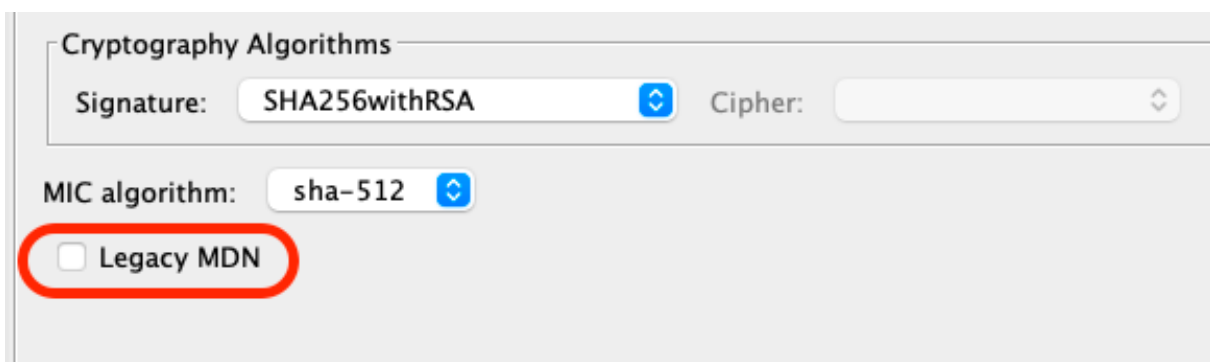 Cryptography Algorithms
Signature: SHA256withRSA Cipher:
MIC algorithm: sha-512
Legacy MDN